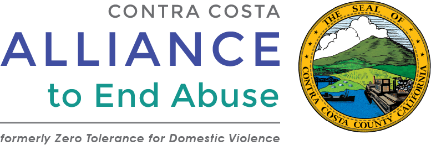 CONTRA COSTA
ALLIANCE
to End Abuse
formerly Zero Tolerance for Domestic Violence
THE SEAL OF
CONTRA COSTA COUNTY CALIFORNIA